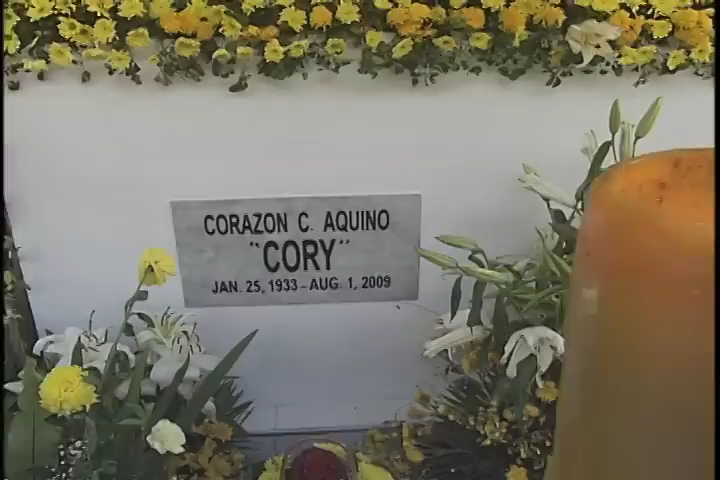 CORAZON C. AQUINO
"CORY"
JAN. 25, 1933 - AUG. 1, 2009